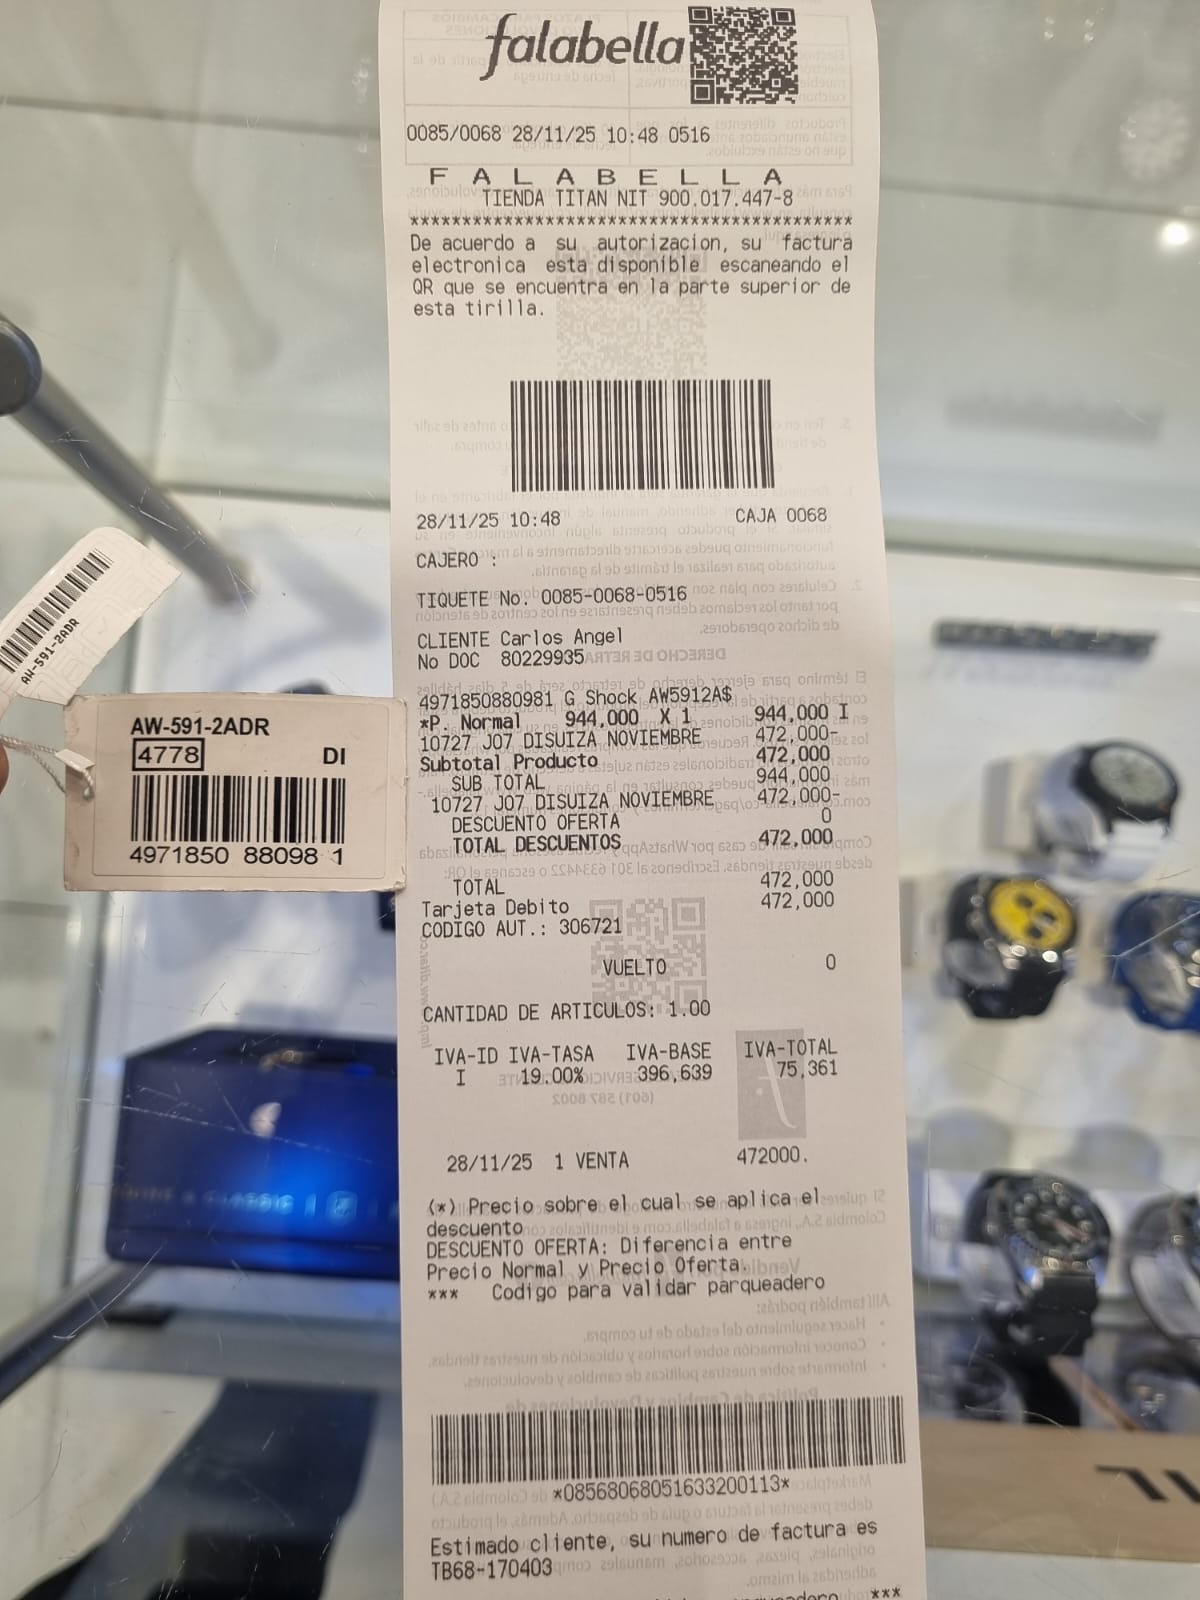 falabella
0085/0068 28/11/25 10:48 0516
F A L A B E L L A
TIENDA TITAN NIT 900.017.447-8
******************************************
De acuerdo a su autorizacion, su factura
electronica esta disponible escaneando el
QR que se encuentra en la parte superior de
esta tirilla.
28/11/25 10:48 CAJA 0068
CAJERO :
TIQUETE No. 0085-0068-0516
CLIENTE Carlos Angel
No DOC 80229935
4971850880981 G Shock AW5912A$
*P. Normal 944,000 X 1 944,000 I
10727 J07 DISUIZA NOVIEMBRE 472,000-
Subtotal Producto 472,000
SUB TOTAL 944,000
10727 J07 DISUIZA NOVIEMBRE 472,000-
DESCUENTO OFERTA 0
TOTAL DESCUENTOS 472,000
TOTAL 472,000
Tarjeta Debito 472,000
CODIGO AUT.: 306721
VUELTO 0
CANTIDAD DE ARTICULOS: 1.00
IVA-ID IVA-TASA IVA-BASE IVA-TOTAL
I 19.00% 396,639 75,361
28/11/25 1 VENTA 472000.
(*) Precio sobre el cual se aplica el
descuento
DESCUENTO OFERTA: Diferencia entre
Precio Normal y Precio Oferta.
*** Codigo para validar parqueadero
*08568068051633200113*
Estimado cliente, su numero de factura es
TB68-170403
***
AW-591-2ADR
AW-591-2ADR
4778 DI
4971850 88098 1